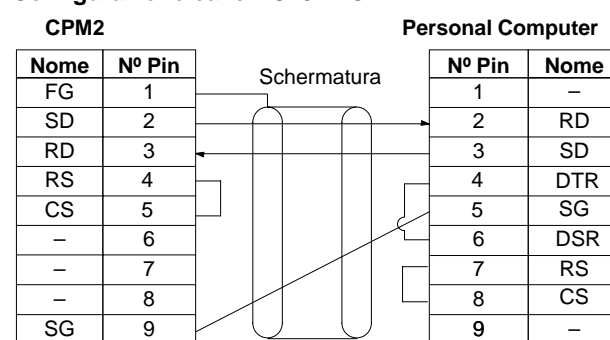 CPM2 Personal Computer
Nome Nº Pin Schermatura Nº Pin Nome
FG 1 1 –
SD 2 2 RD
RD 3 3 SD
RS 4 4 DTR
CS 5 5 SG
– 6 6 DSR
– 7 7 RS
– 8 8 CS
SG 9 9 –